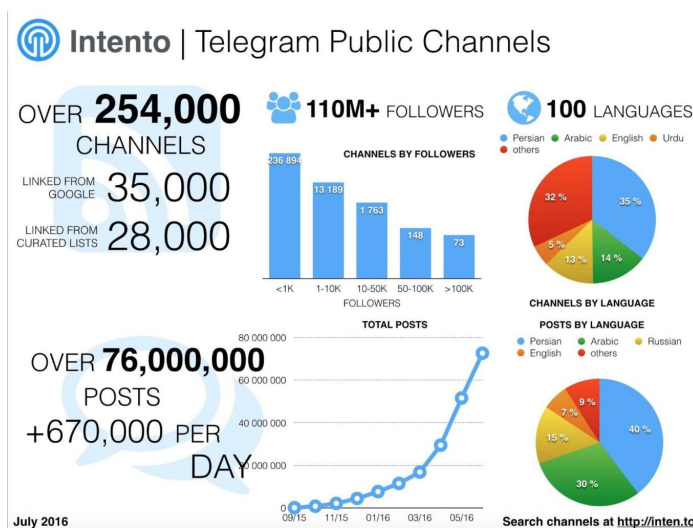 Intento | Telegram Public Channels
OVER 254,000
CHANNELS
LINKED FROM
GOOGLE 35,000
LINKED FROM
CURATED LISTS 28,000
110M+ FOLLOWERS
CHANNELS BY FOLLOWERS
236 894
13 189
1 763
148
73
<1K 1-10K 10-50K 50-100K >100K
FOLLOWERS
100 LANGUAGES
Persian Arabic English Urdu
others
32 %
35 %
5 %
13 %
14 %
CHANNELS BY LANGUAGE
OVER 76,000,000
POSTS
+670,000 PER
DAY
TOTAL POSTS
80 000 000
60 000 000
40 000 000
20 000 000
0
09/15 11/15 01/16 03/16 05/16
POSTS BY LANGUAGE
Persian Arabic Russian
English others
9 %
7 %
40 %
15 %
30 %
July 2016
Search channels at http://inten.to